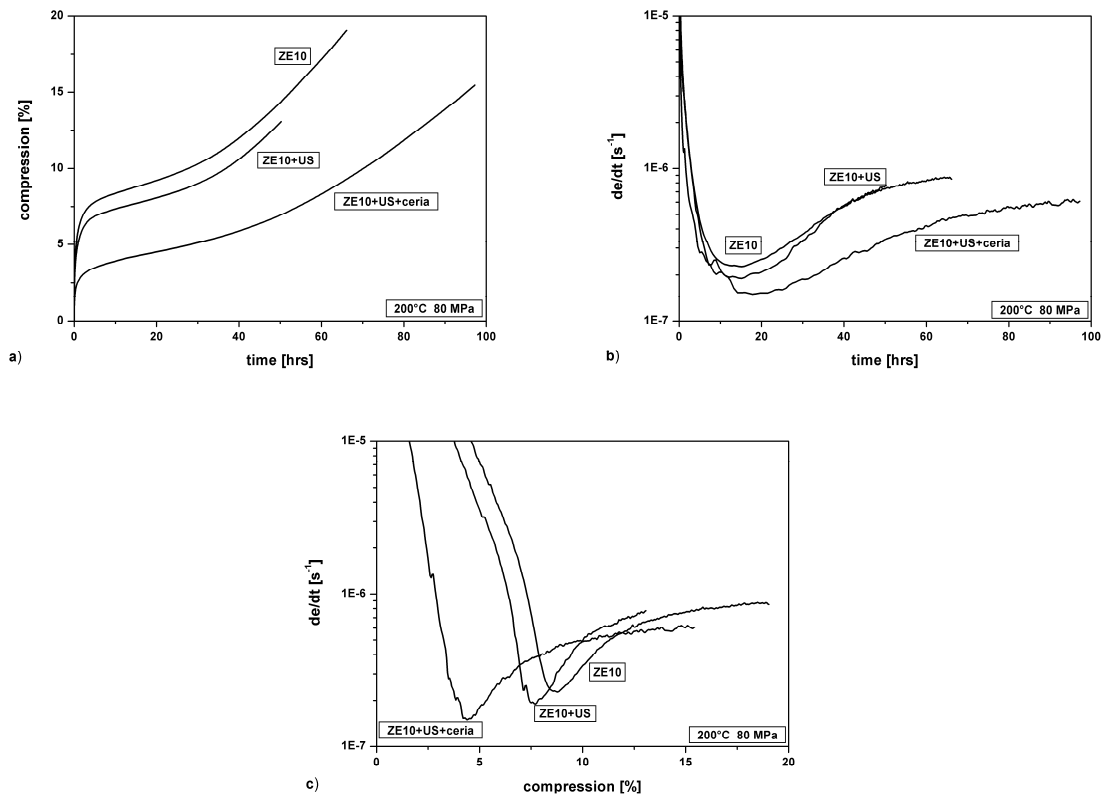 20
15
10
5
0
compression [%]
ZE10
ZE10+US
ZE10+US+ceria
200°C 80 MPa
0 20 40 60 80 100
time [hrs]
a)
1E-5
1E-6
1E-7
de/dt [s-1]
ZE10+US
ZE10
ZE10+US+ceria
200°C 80 MPa
0 20 40 60 80 100
time [hrs]
b)
1E-5
1E-6
1E-7
de/dt [s-1]
ZE10
ZE10+US
ZE10+US+ceria
200°C 80 MPa
0 5 10 15 20
compression [%]
c)